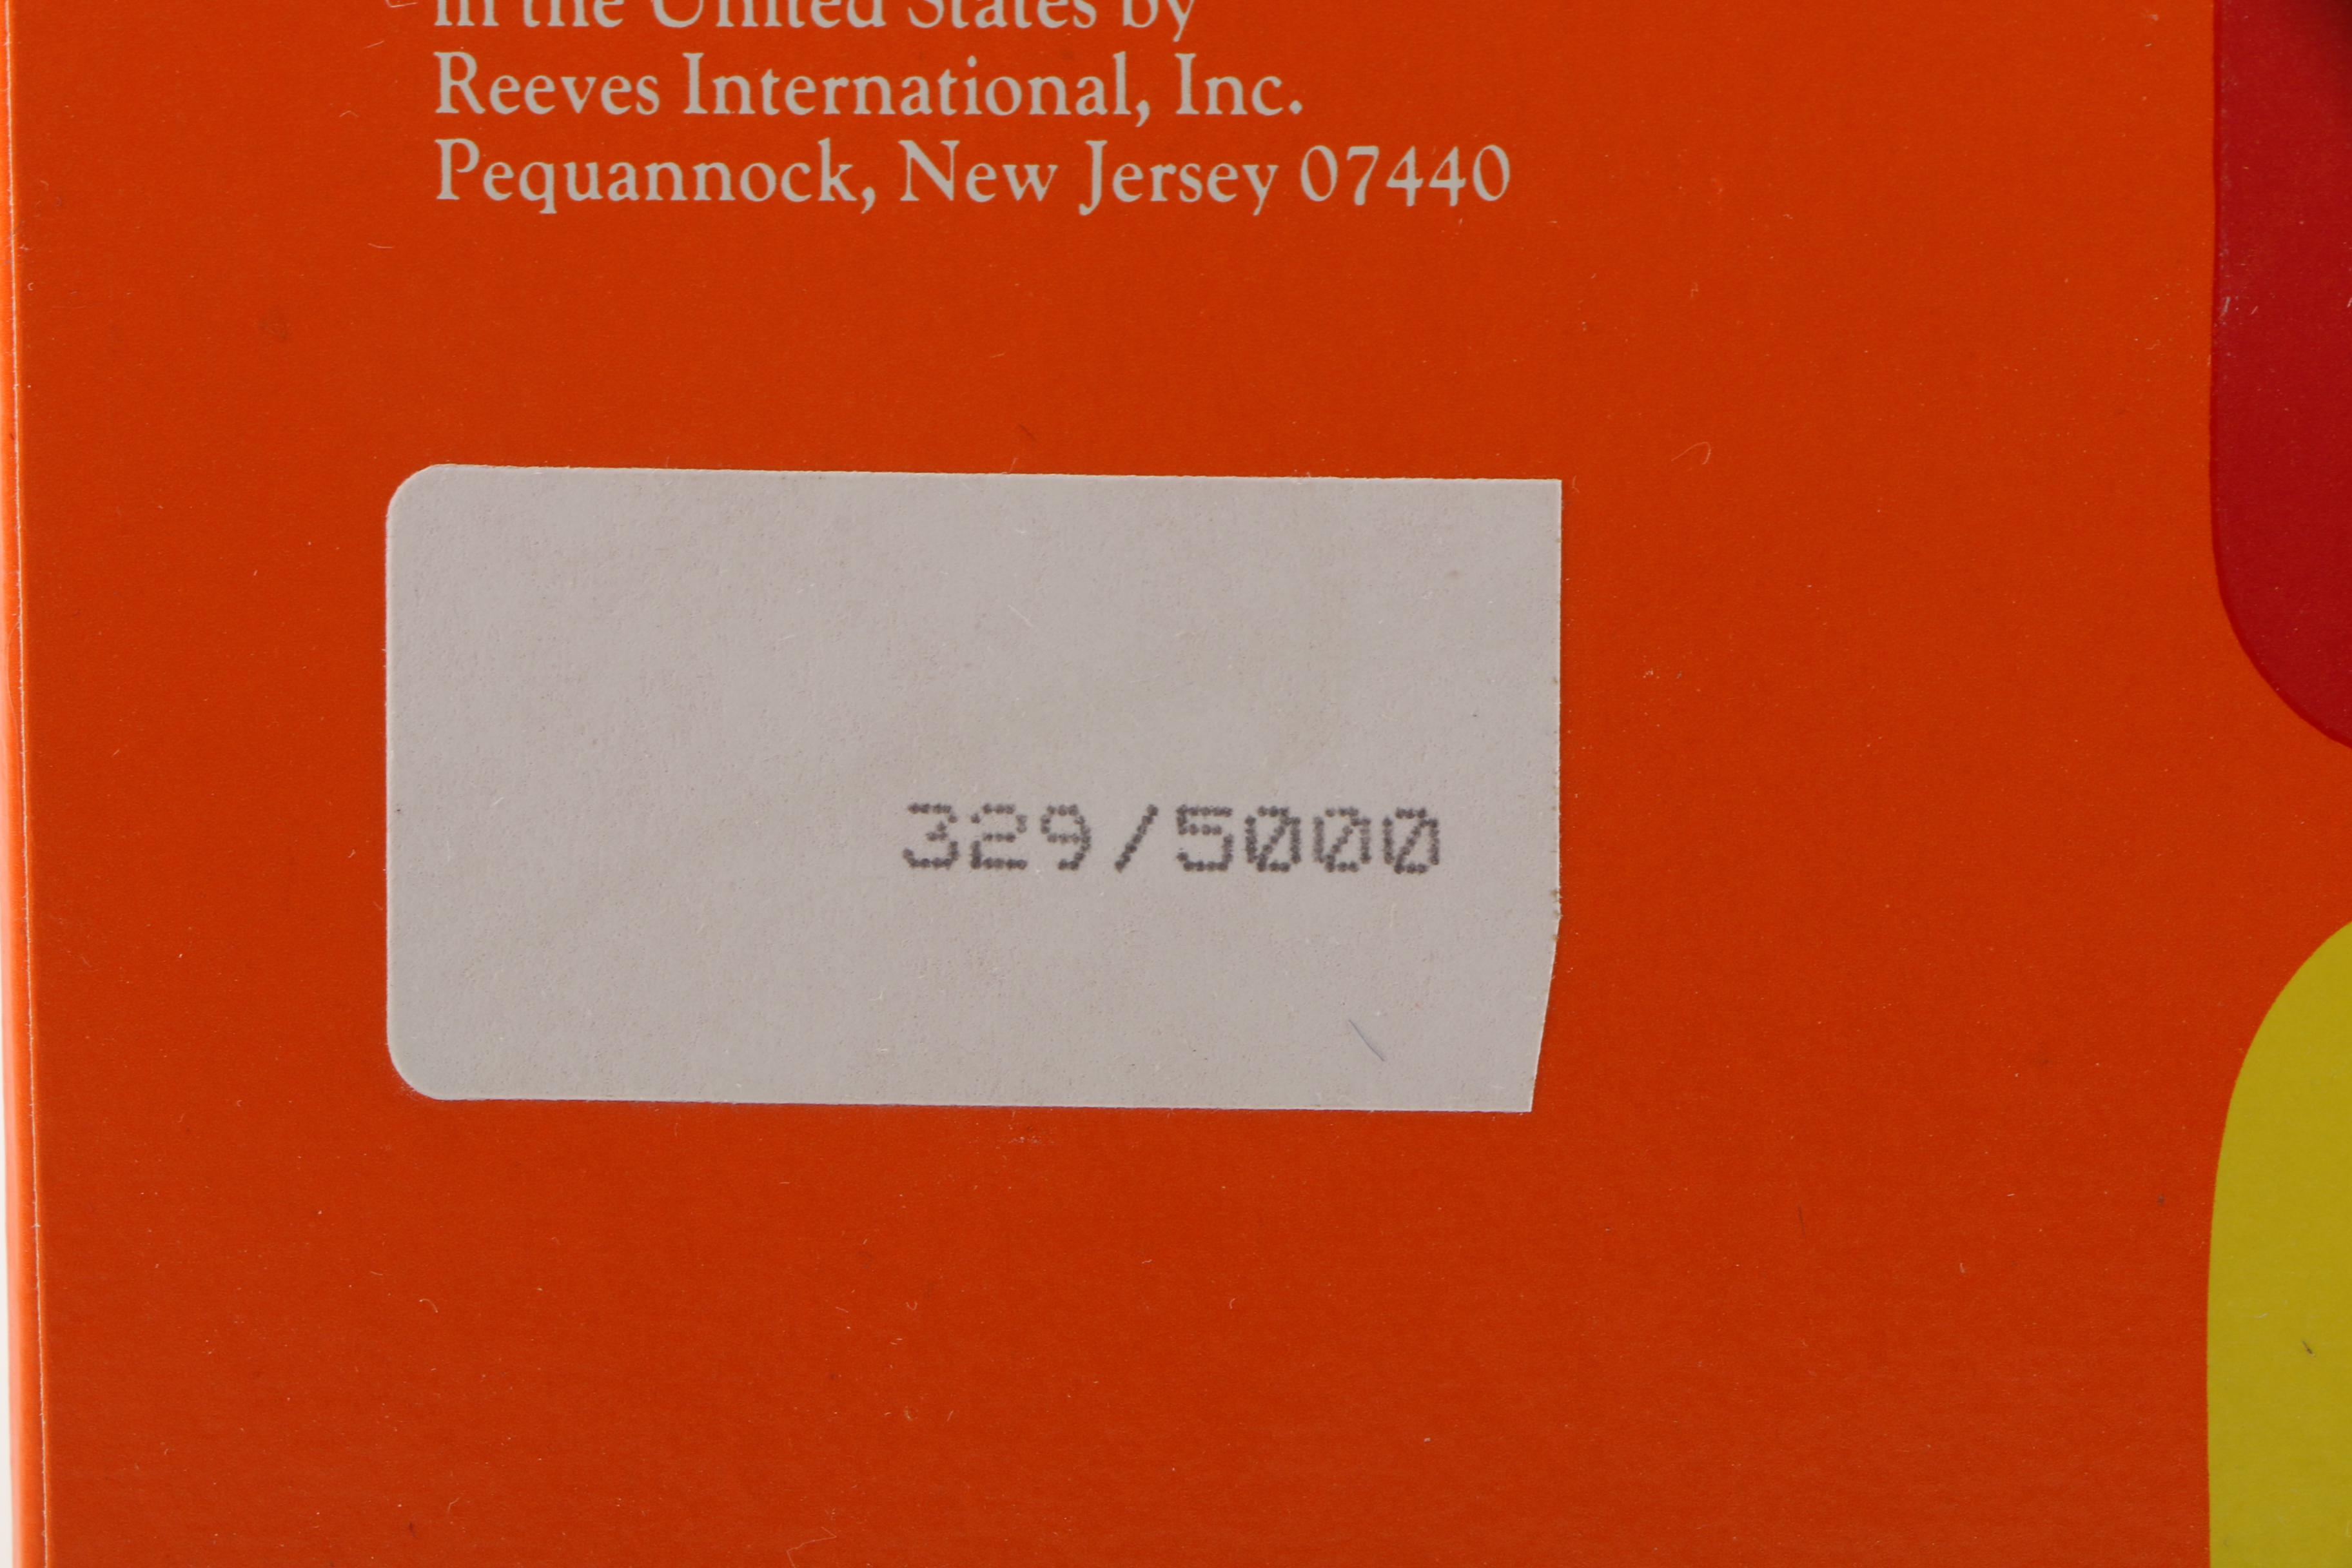 in the United States by
Reeves International, Inc.
Pequannock, New Jersey 07440
329/5000